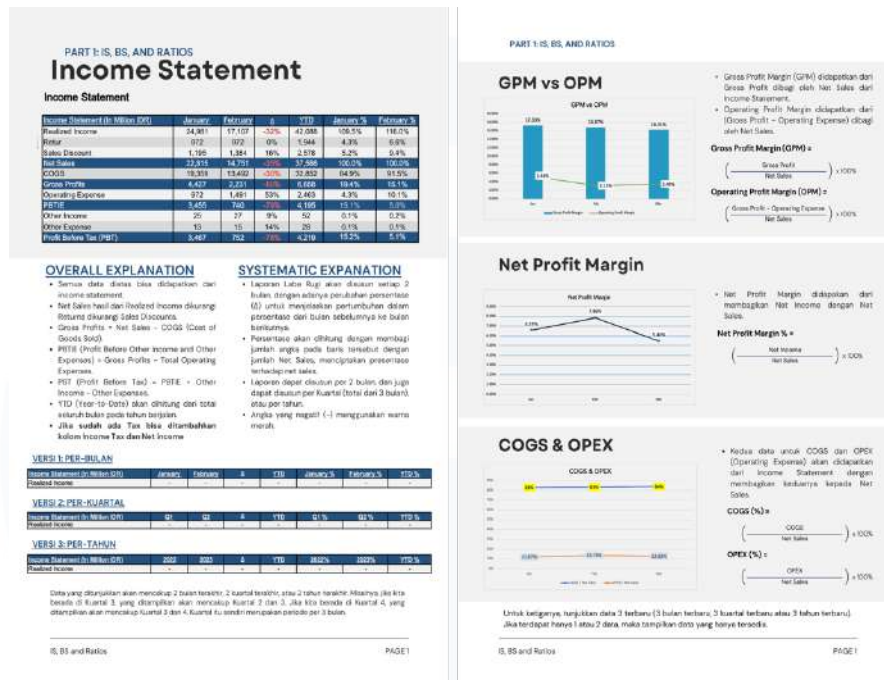 PART 1: IS, BS, AND RATIOS
Income Statement
Income Statement
Income Statement (In Million IDR) January February Δ YTD January % February %
Realized Income 24,981 17,107 -32% 42,088 109.5% 116.0%
Retur 972 972 0% 1,944 4.3% 6.6%
Sales Discount 1,195 1,384 16% 2,578 5.2% 9.4%
Net Sales 22,815 14,751 37,566 100.0% 100.0%
COGS 13,492 -30% 32,852 84.9% 91.5%
Gross Profits 4,427 2,231 6,658 19.4% 15.1%
Operating Expense 972 1,491 53% 2,463 4.3% 10.1%
PBTIE 3,455 740 4,195 15.1%
Other Income 25 27 9% 52 0.1% 0.2%
Other Expense 13 15 14% 28 0.1% 0.1%
Profit Before Tax (PBT) 3,467 752 -78% 4,219 15.2% 5.1%
OVERALL EXPLANATION
• Semua data diatas bisa didapatkan dari
income statement.
• Net Sales hasil dari Realized Income dikurangi
Returns dikurangi Sales Discounts.
• Gross Profits = Net Sales - COGS (Cost of
Goods Sold).
• PBTIE (Profit Before Other Income and Other
Expenses) = Gross Profits - Total Operating
Expenses.
• PBT (Profit Before Tax) = PBTIE + Other
Income - Other Expenses.
• YTD (Year-to-Date) akan dihitung dari total
seluruh bulan pada tahun berjalan.
• Jika sudah ada Tax bisa ditambahkan
kolom Income Tax dan Net Income
SYSTEMATIC EXPANATION
• Laporan Laba Rugi akan disusun setiap 2
bulan, dengan adanya perubahan persentase
(Δ) untuk menjelaskan pertumbuhan dalam
persentase dari bulan sebelumnya ke bulan
berikutnya.
• Persentase akan dihitung dengan membagi
jumlah angka pada baris tersebut dengan
jumlah Net Sales, menciptakan persentase
terhadap net sales.
• Laporan dapat disusun per 2 bulan, dan juga
dapat disusun per Kuartal (total dari 3 bulan),
atau per tahun.
• Angka yang negatif (-) menggunakan warna
merah.
VERSI 1: PER-BULAN
Income Statement (In Million IDR) January February Δ YTD January % February % YTD %
Realized Income - - - - - - -
VERSI 2: PER-KUARTAL
Income Statement (In Million IDR) Q1 Q2 Δ YTD Q1 % Q2 % YTD %
Realized Income - - - - - - -
VERSI 3: PER-TAHUN
Income Statement (In Million IDR) 2022 2023 Δ YTD 2022% 2023% YTD %
Realized Income - - - - - - -
Data yang ditunjukkan akan mencakup 2 bulan terakhir, 2 kuartal terakhir, atau 2 tahun terakhir. Misalnya, jika kita
berada di Kuartal 3, yang ditampilkan akan mencakup Kuartal 2 dan 3. Jika kita berada di Kuartal 4, yang
ditampilkan akan mencakup Kuartal 3 dan 4. Kuartal itu sendiri merupakan periode per 3 bulan.
IS, BS and Ratios PAGE 1
PART 1: IS, BS, AND RATIOS
GPM vs OPM
GPM vs OPM
• Gross Profit Margin (GPM) didapatkan dari
Gross Profit dibagi oleh Net Sales dari
Income Statement.
• Operating Profit Margin didapatkan dari
(Gross Profit - Operating Expense) dibagi
oleh Net Sales.
Gross Profit Margin (GPM) =
( Gross Profit
Net Sales ) x 100%
Operating Profit Margin (OPM) =
( Gross Profit - Operating Expense
Net Sales ) x 100%
Net Profit Margin
Net Profit Margin
• Net Profit Margin didapatkan dari
membagikan Net Income dengan Net
Sales.
Net Profit Margin % =
( Net Income
Net Sales ) x 100%
COGS & OPEX
COGS & OPEX
• Kedua data untuk COGS dan OPEX
(Operating Expense) akan didapatkan
dari Income Statement dengan
membagikan keduanya kepada Net
Sales.
COGS (%) =
( COGS
Net Sales ) x 100%
OPEX (%) =
( OPEX
Net Sales ) x 100%
Untuk ketiganya, tunjukkan data 3 terbaru (3 bulan terbaru, 3 kuartal terbaru atau 3 tahun terbaru).
Jika terdapat hanya 1 atau 2 data, maka tampilkan data yang hanya tersedia.
IS, BS and Ratios PAGE 1